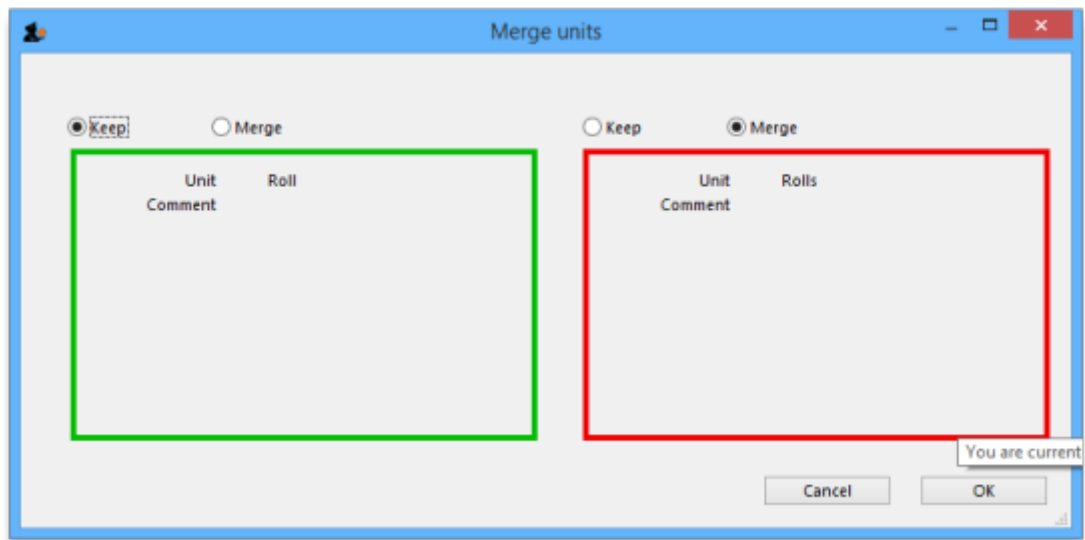 Merge units
Keep Merge Keep Merge
Unit Roll
Comment
Unit Rolls
Comment
You are current
Cancel OK